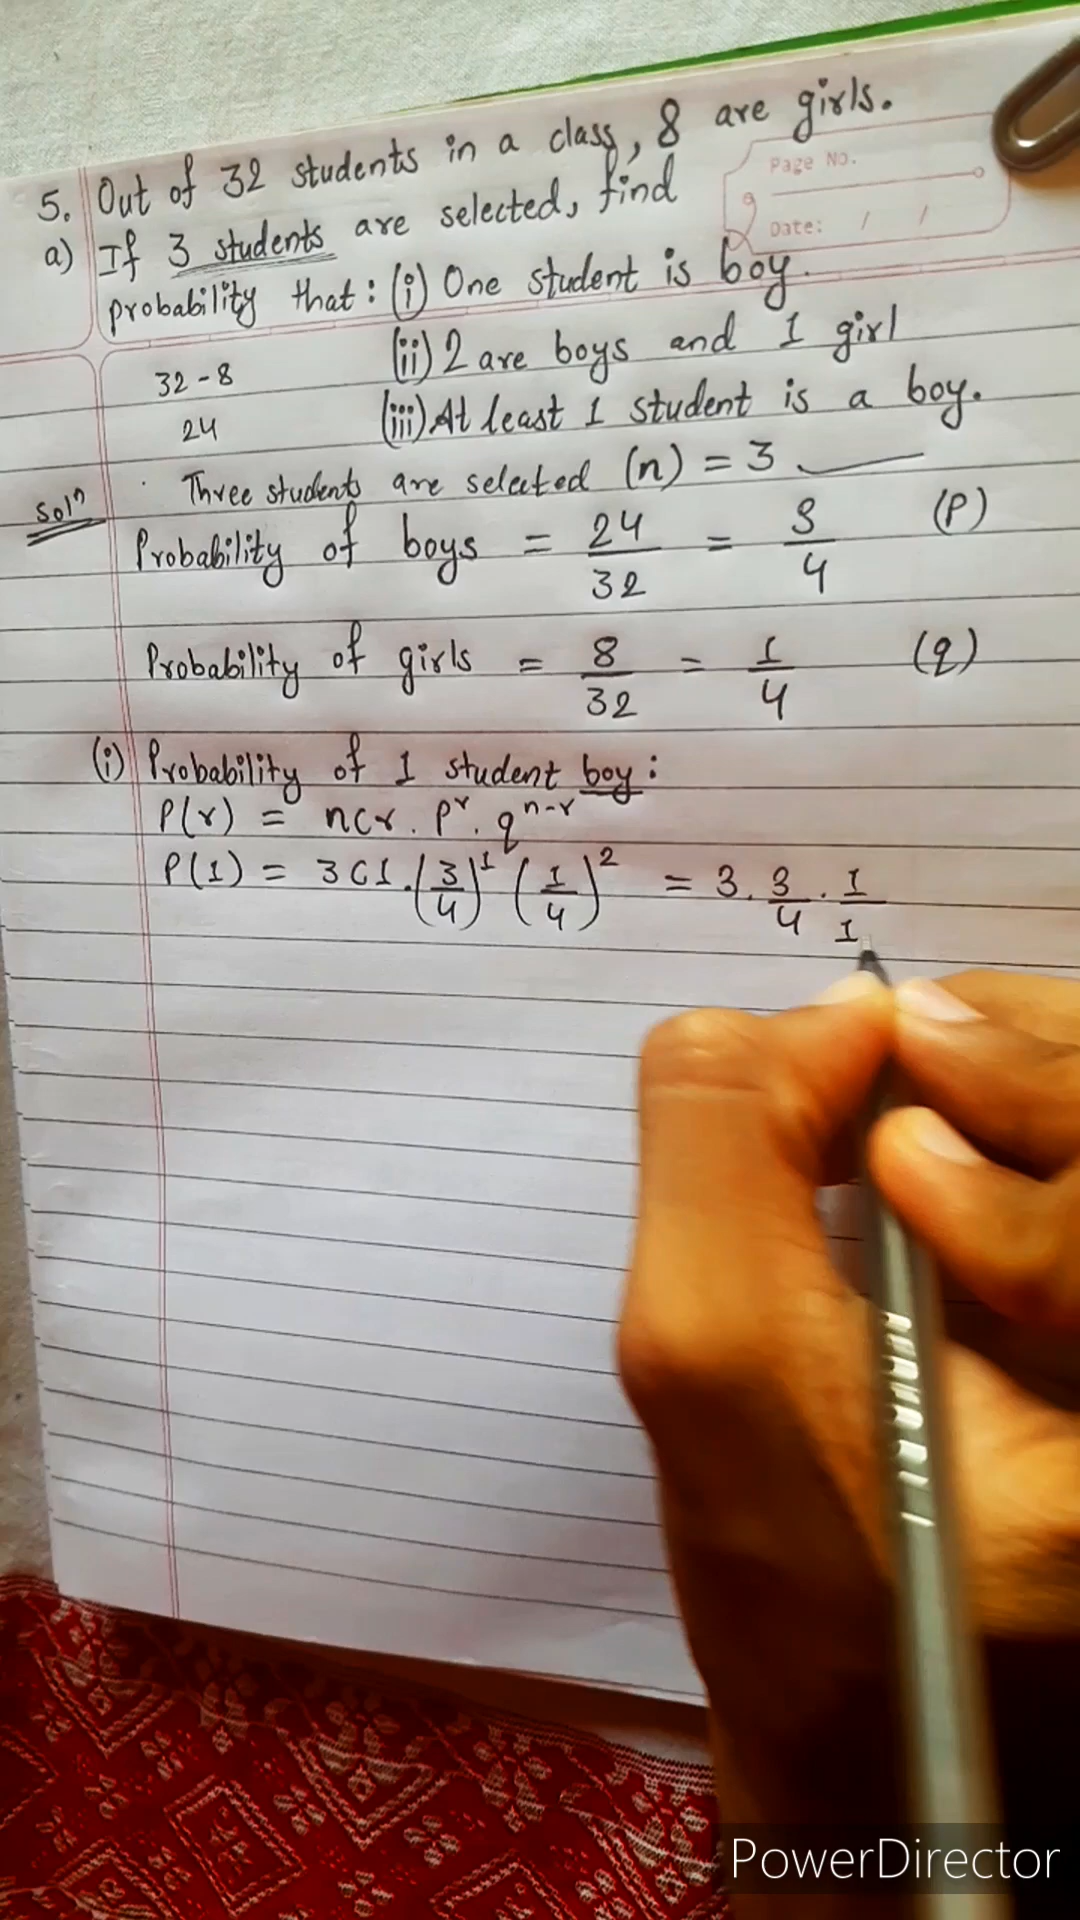 5. Out of 32 students in a class, 8 are girls.
Page No.
a) If 3 students are selected, find
Date: / /
probability that: (i) One student is boy.
(ii) 2 are boys and 1 girl
32 - 8
(iii) At least 1 student is a boy.
24
Three students are selected (n) = 3
Solⁿ
Probability of boys = 24/32 = 3/4 (P)
Probability of girls = 8/32 = 1/4 (q)
(i) Probability of 1 student boy:
P(r) = ncr . pʳ . qⁿ⁻ʳ
P(1) = 3C1 . (3/4)¹ (1/4)² = 3 . 3/4 . 1/1
PowerDirector